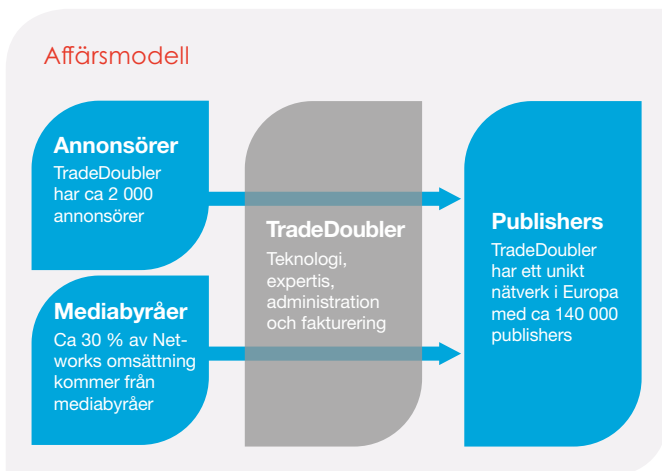 Affärsmodell
Annonsörer
TradeDoubler
har ca 2 000
annonsörer
Mediabyråer
Ca 30 % av Net-
works omsättning
kommer från
mediabyråer
TradeDoubler
Teknologi,
expertis,
administration
och fakturering
Publishers
TradeDoubler
har ett unikt
nätverk i Europa
med ca 140 000
publishers